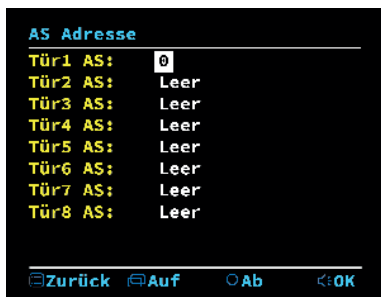 AS Adresse
Tür1 AS: 0
Tür2 AS: Leer
Tür3 AS: Leer
Tür4 AS: Leer
Tür5 AS: Leer
Tür6 AS: Leer
Tür7 AS: Leer
Tür8 AS: Leer
Zurück Auf Ab OK